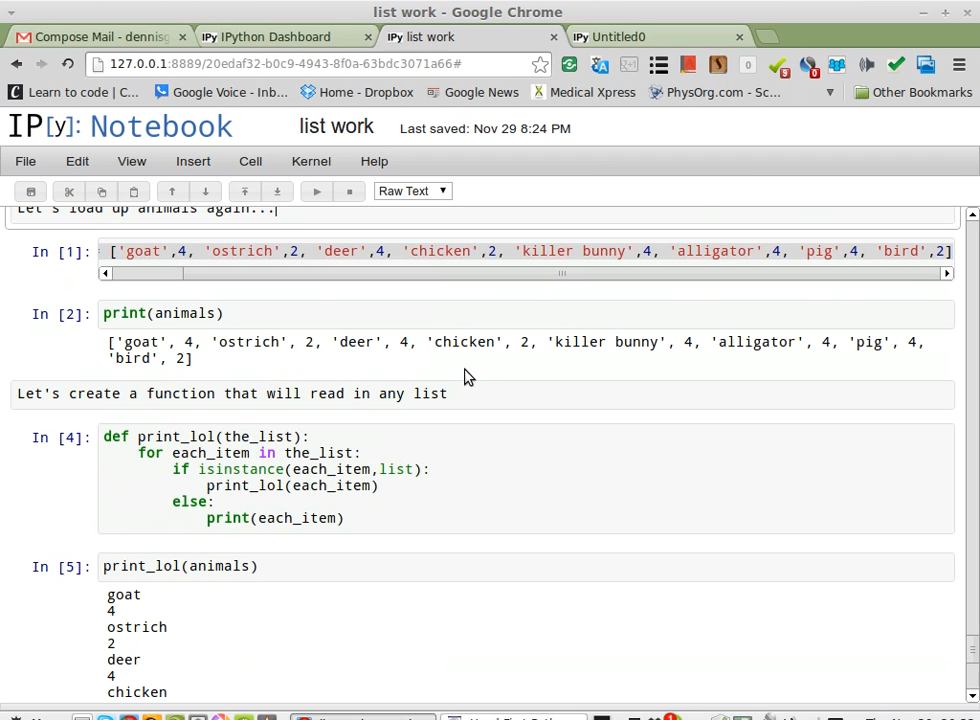 list work - Google Chrome
Compose Mail - dennisg
IPython Dashboard
list work
Untitled0
127.0.0.1:8889/20edaf32-b0c9-4943-8f0a-63bdc3071a66#
Learn to code | C...
Google Voice - Inb...
Home - Dropbox
Google News
Medical Xpress
PhysOrg.com - Sc...
Other Bookmarks
IP[y]: Notebook
list work
Last saved: Nov 29 8:24 PM
File Edit View Insert Cell Kernel Help
Raw Text
Let's load up animals again...
In [1]: ['goat',4, 'ostrich',2, 'deer',4, 'chicken',2, 'killer bunny',4, 'alligator',4, 'pig',4, 'bird',2]
In [2]: print(animals)
['goat', 4, 'ostrich', 2, 'deer', 4, 'chicken', 2, 'killer bunny', 4, 'alligator', 4, 'pig', 4,
'bird', 2]
Let's create a function that will read in any list
In [4]: def print_lol(the_list):
for each_item in the_list:
if isinstance(each_item,list):
print_lol(each_item)
else:
print(each_item)
In [5]: print_lol(animals)
goat
4
ostrich
2
deer
4
chicken